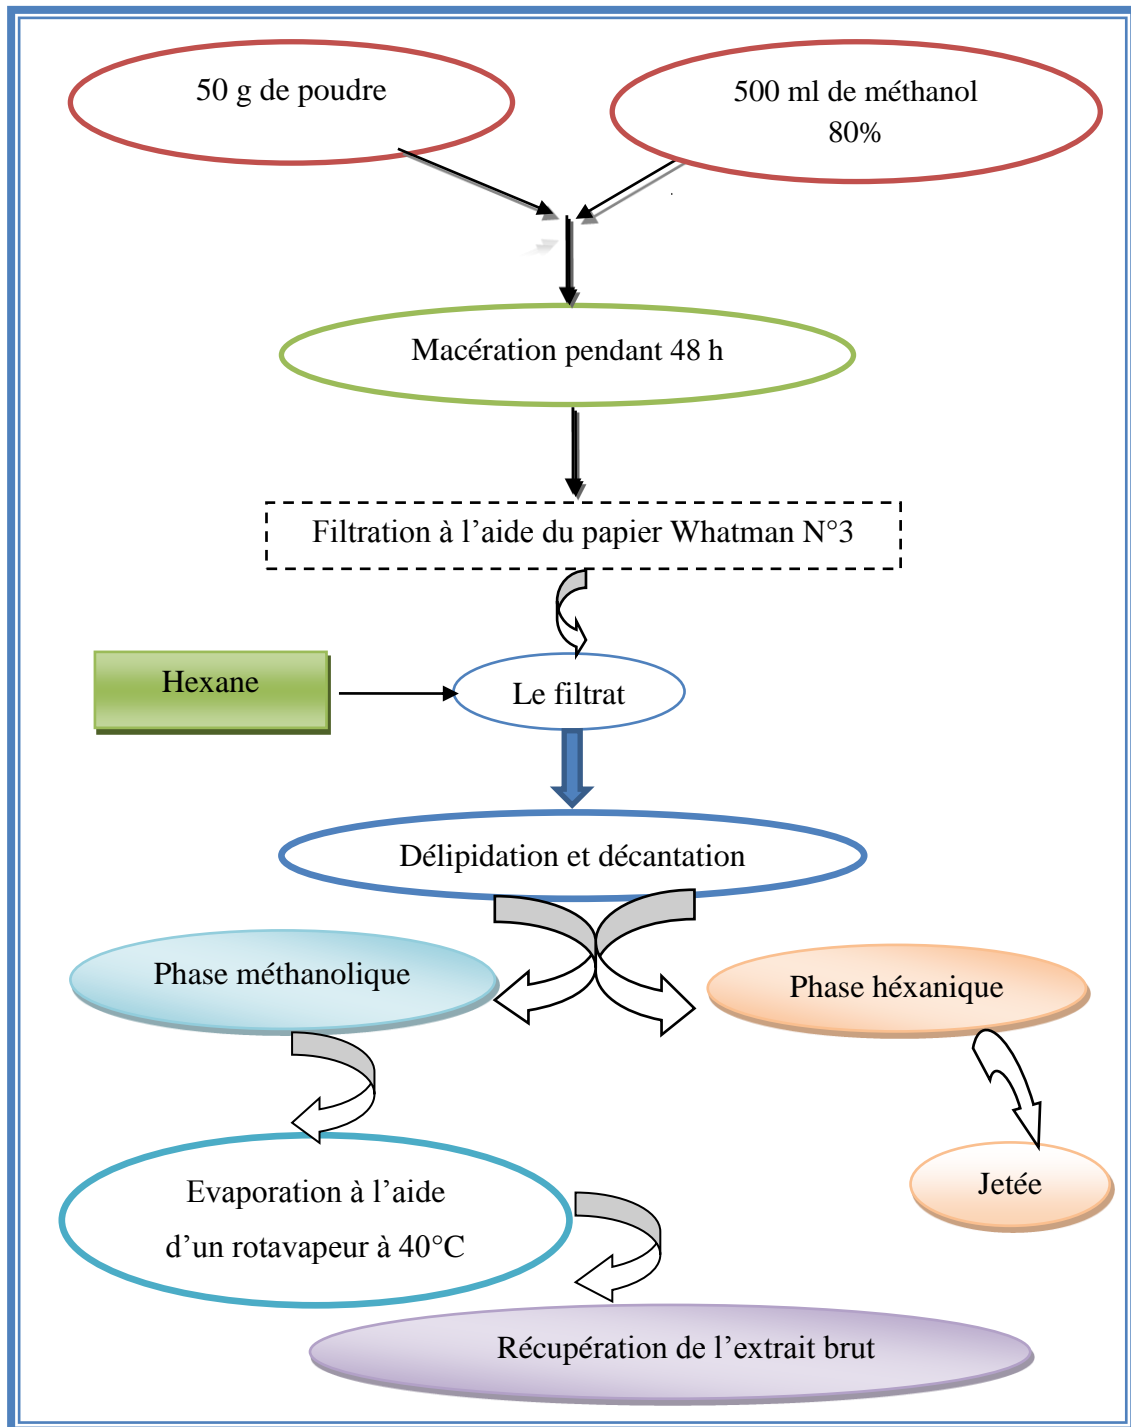 50 g de poudre
500 ml de méthanol
80%
Macération pendant 48 h
Filtration à l’aide du papier Whatman N°3
Hexane
Le filtrat
Délipidation et décantation
Phase méthanolique
Phase héxanique
Evaporation à l’aide
d’un rotavapeur à 40°C
Jetée
Récupération de l’extrait brut